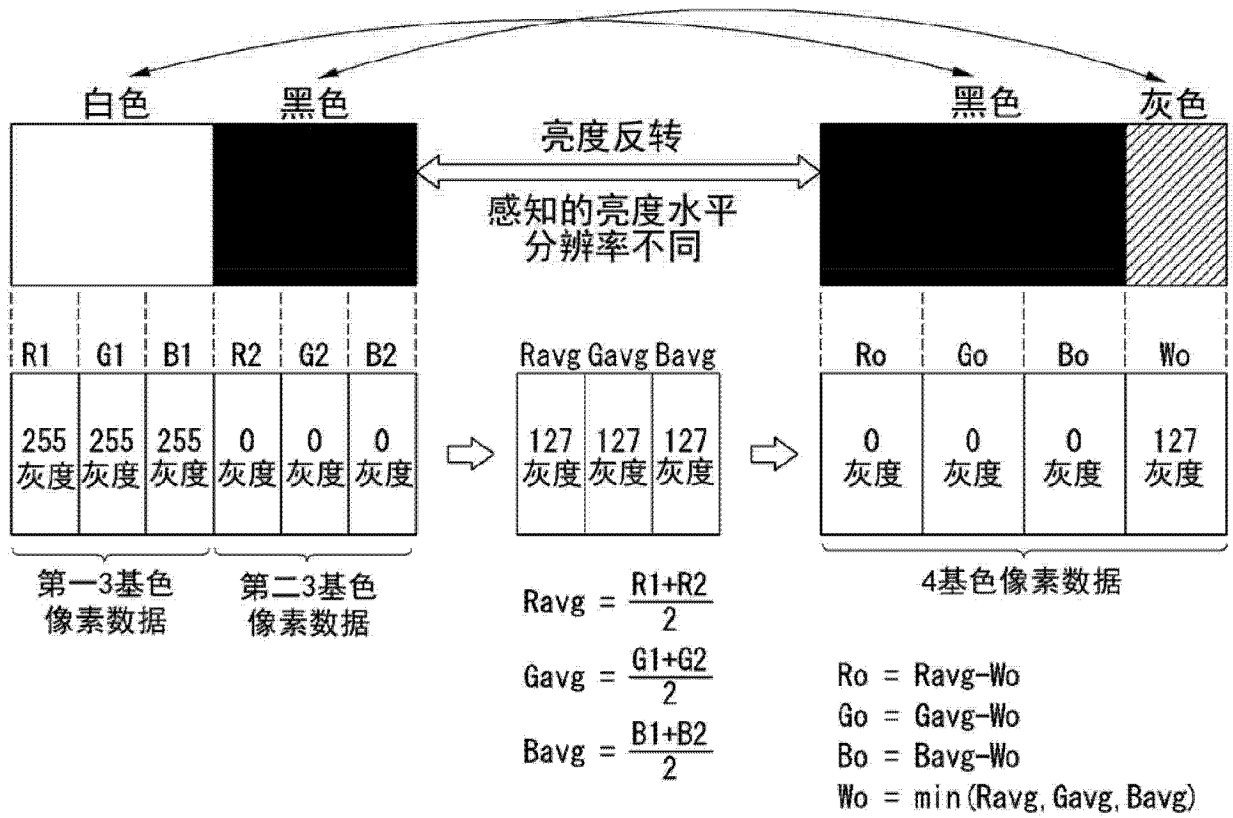 白色 黑色 黑色 灰色
亮度反转
感知的亮度水平
分辨率不同
R1 G1 B1 R2 G2 B2 Ravg Gavg Bavg Ro Go Bo Wo
255 255 255 0 0 0 127 127 127 0 0 0 127
灰度 灰度 灰度 灰度 灰度 灰度 灰度 灰度 灰度 灰度 灰度 灰度 灰度
第一3基色
像素数据
第二3基色
像素数据
4基色像素数据
Ravg = R1+R2/2
Gavg = G1+G2/2
Bavg = B1+B2/2
Ro = Ravg-Wo
Go = Gavg-Wo
Bo = Bavg-Wo
Wo = min(Ravg,Gavg,Bavg)